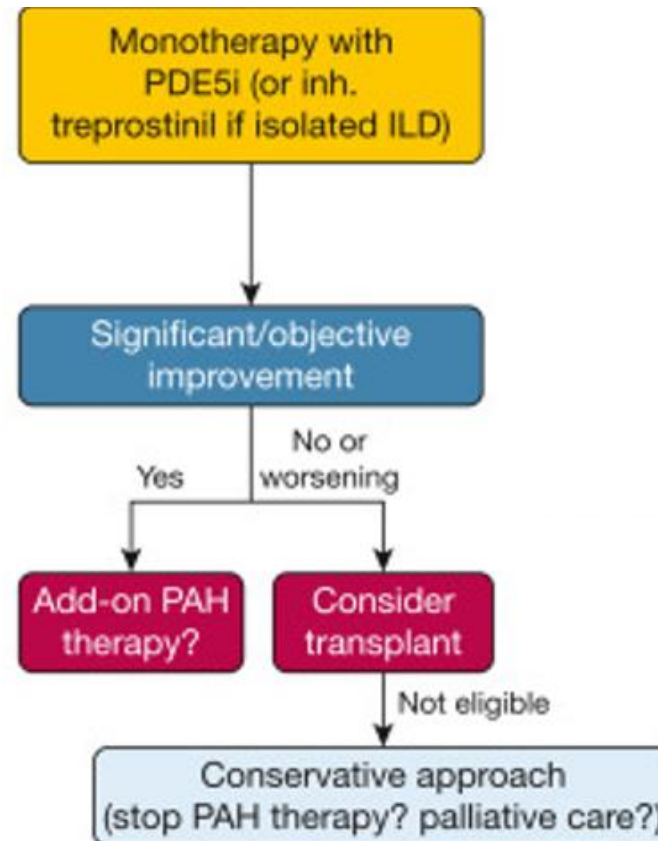 Monotherapy with
PDE5i (or inh.
treprostinil if isolated ILD)
Significant/objective
improvement
Yes
No or
worsening
Add-on PAH
therapy?
Consider
transplant
Not eligible
Conservative approach
(stop PAH therapy? palliative care?)